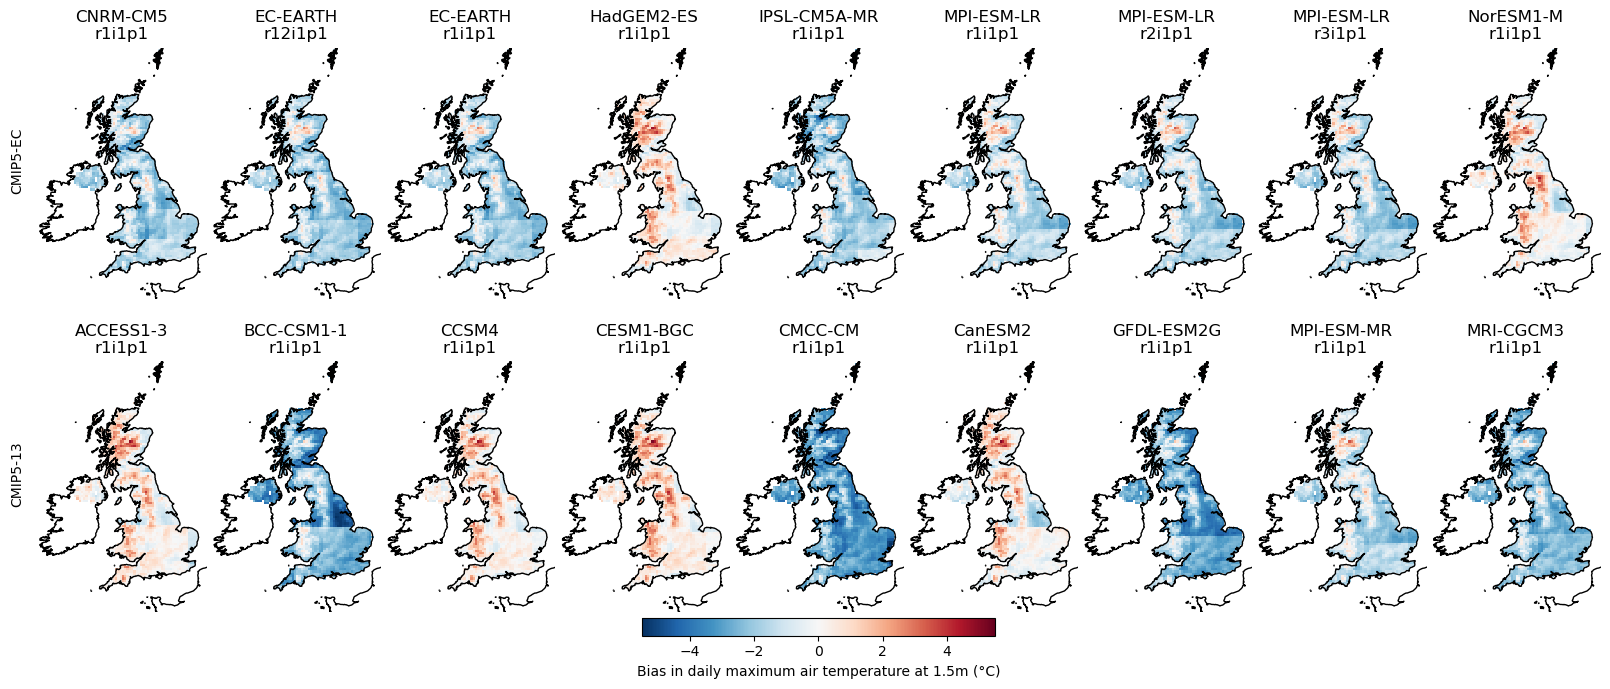 CNRM-CM5
r1i1p1
EC-EARTH
r12i1p1
EC-EARTH
r1i1p1
HadGEM2-ES
r1i1p1
IPSL-CM5A-MR
r1i1p1
MPI-ESM-LR
r1i1p1
MPI-ESM-LR
r2i1p1
MPI-ESM-LR
r3i1p1
NorESM1-M
r1i1p1
CMIP5-EC
ACCESS1-3
r1i1p1
BCC-CSM1-1
r1i1p1
CCSM4
r1i1p1
CESM1-BGC
r1i1p1
CMCC-CM
r1i1p1
CanESM2
r1i1p1
GFDL-ESM2G
r1i1p1
MPI-ESM-MR
r1i1p1
MRI-CGCM3
r1i1p1
CMIP5-13
−4 −2 0 2 4
Bias in daily maximum air temperature at 1.5m (°C)